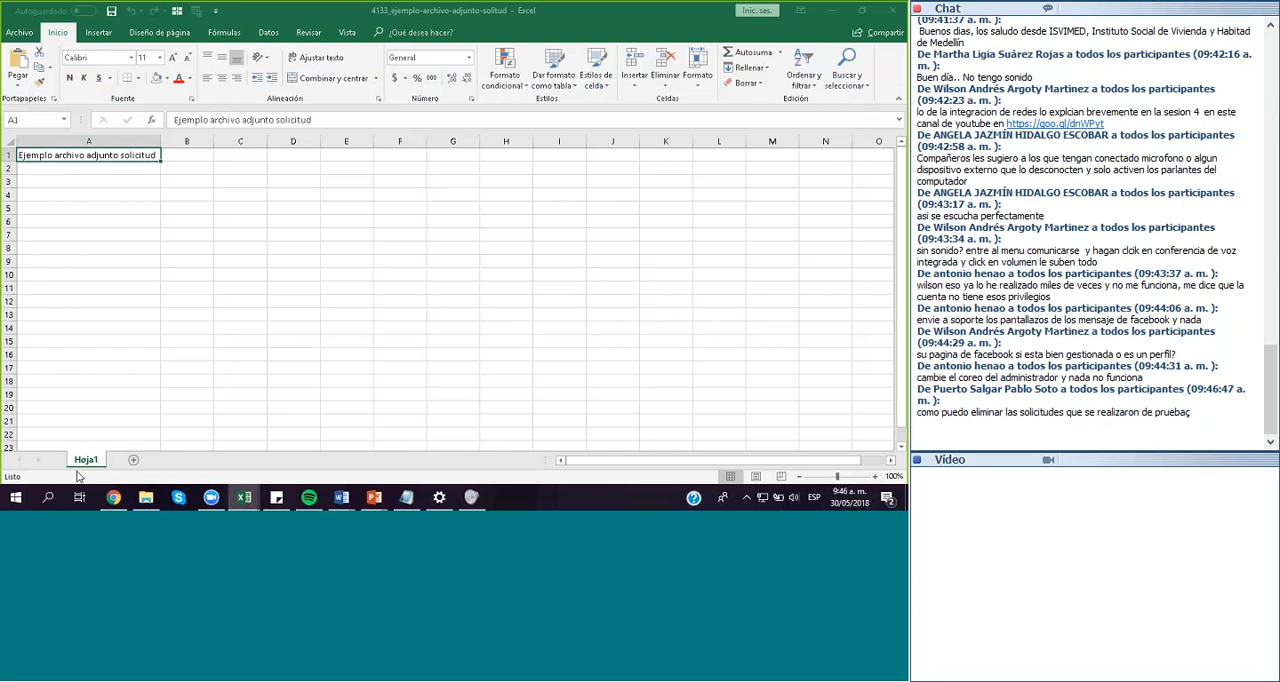 Autoguardado
4133_ejemplo-archivo-adjunto-solitud - Excel
Inic. ses.
Archivo Inicio Insertar Diseño de página Fórmulas Datos Revisar Vista ¿Qué desea hacer? Compartir
Pegar
Calibri 11
N K S
Ajustar texto
Combinar y centrar
General
$ % 000
Formato condicional
Dar formato como tabla
Estilos de celda
Insertar Eliminar Formato
Autosuma
Rellenar
Borrar
Ordenar y filtrar
Buscar y seleccionar
Portapapeles Fuente Alineación Número Estilos Celdas Edición
A1 fx Ejemplo archivo adjunto solicitud
A B C D E F G H I J K L M N O
1 Ejemplo archivo adjunto solicitud
2
3
4
5
6
7
8
9
10
11
12
13
14
15
16
17
18
19
20
21
22
23
Hoja1
Listo
100%
ESP
9:46 a. m.
30/05/2018
Chat
(09:41:37 a. m. ):
Buenos dias, los saludo desde ISVIMED, Instituto Social de Vivienda y Habitad
de Medellín
De Martha Ligia Suárez Rojas a todos los participantes (09:42:16 a.
m. ):
Buen día.. No tengo sonido
De Wilson Andrés Argoty Martinez a todos los participantes
(09:42:23 a. m. ):
lo de la integracion de redes lo explcian brevemente en la sesion 4 en este
canal de youtube en https://goo.gl/dnWPyt
De ANGELA JAZMÍN HIDALGO ESCOBAR a todos los participantes
(09:42:58 a. m. ):
Compañeros les sugiero a los que tengan conectado microfono o algun
dispositivo externo que lo desconocten y solo activen los parlantes del
computador
De ANGELA JAZMÍN HIDALGO ESCOBAR a todos los participantes
(09:43:17 a. m. ):
asi se escucha perfectamente
De Wilson Andrés Argoty Martinez a todos los participantes
(09:43:34 a. m. ):
sin sonido? entre al menu comunicarse y hagan clcik en conferencia de voz
integrada y click en volumen le suben todo
De antonio henao a todos los participantes (09:43:37 a. m. ):
wilson eso ya lo he realizado miles de veces y no me funciona, me dice que la
cuenta no tiene esos privilegios
De antonio henao a todos los participantes (09:44:06 a. m. ):
envie a soporte los pantallazos de los mensaje de facebook y nada
De Wilson Andrés Argoty Martinez a todos los participantes
(09:44:29 a. m. ):
su pagina de facebook si esta bien gestionada o es un perfil?
De antonio henao a todos los participantes (09:44:31 a. m. ):
cambie el coreo del administrador y nada no funciona
De Puerto Salgar Pablo Soto a todos los participantes (09:46:47 a.
m. ):
como puedo eliminar las solicitudes que se realizaron de pruebaç
Vídeo